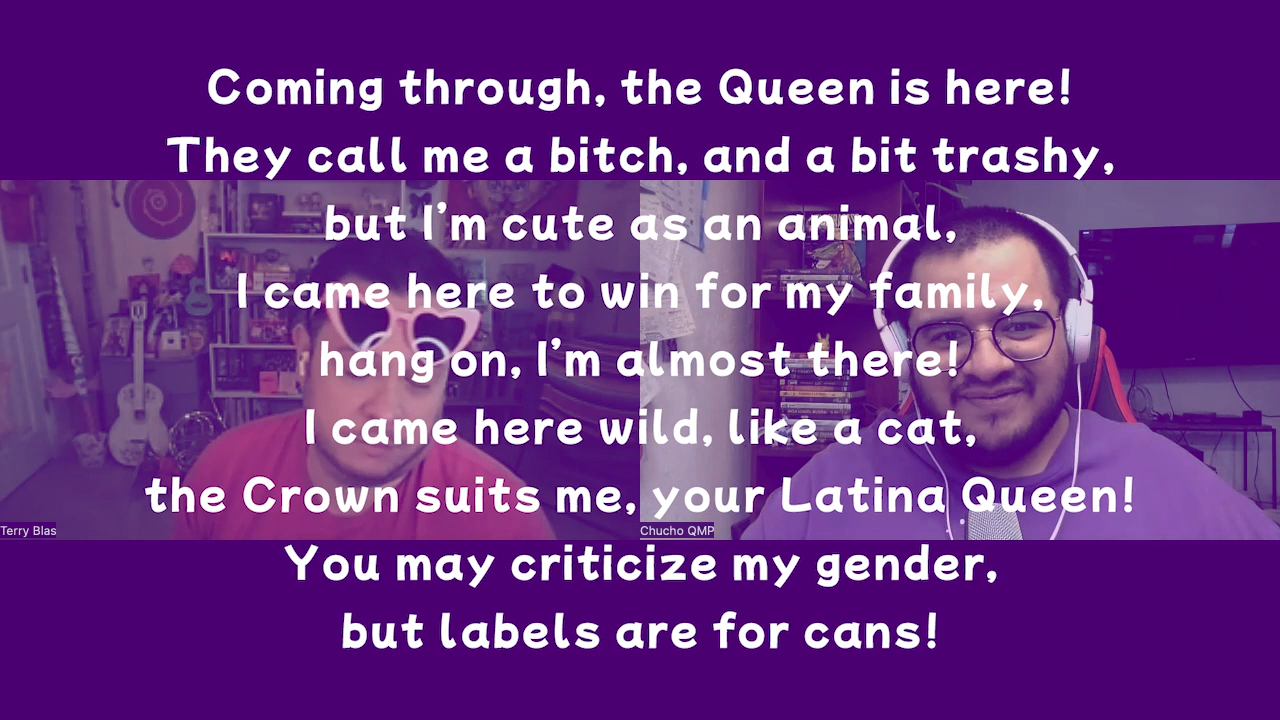 Coming through, the Queen is here!
They call me a bitch, and a bit trashy,
but I'm cute as an animal,
I came here to win for my family,
hang on, I'm almost there!
I came here wild, like a cat,
the Crown suits me, your Latina Queen!
You may criticize my gender,
but labels are for cans!
Terry Blas
Chucho QMP